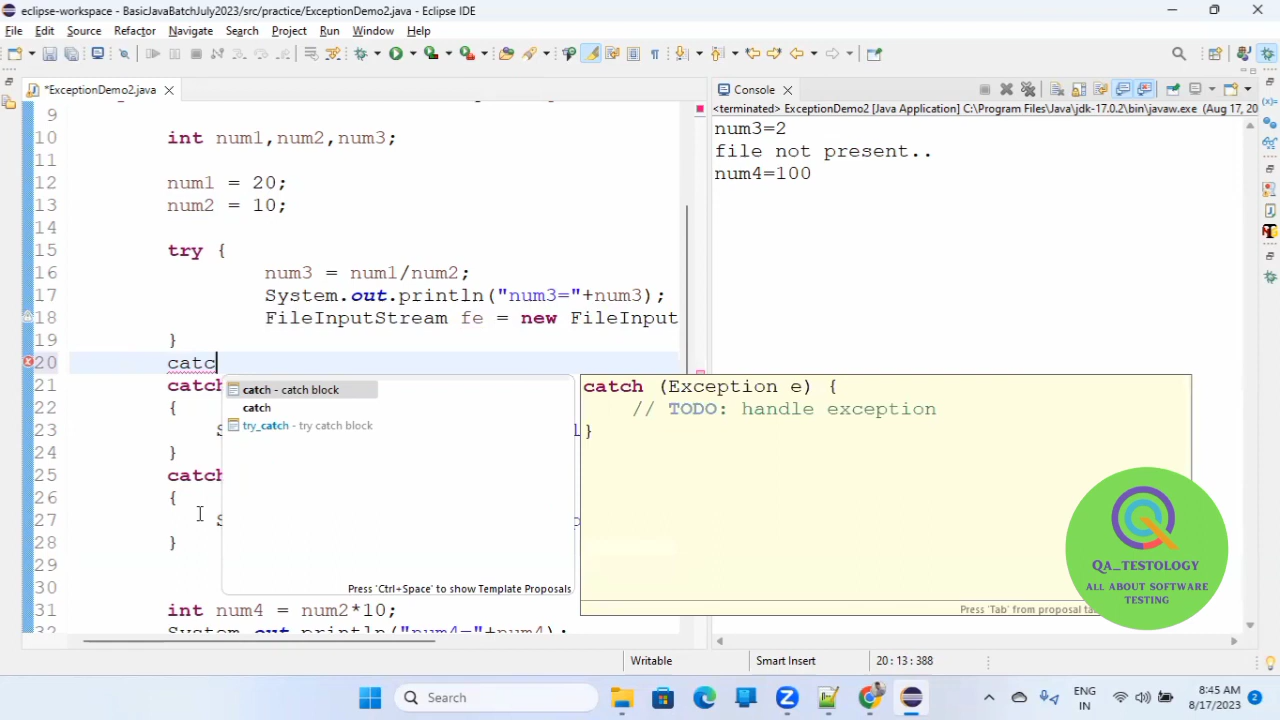 eclipse-workspace - BasicJavaBatchJuly2023/src/practice/ExceptionDemo2.java - Eclipse IDE
File Edit Source Refactor Navigate Search Project Run Window Help
*ExceptionDemo2.java
Console
<terminated> ExceptionDemo2 [Java Application] C:\Program Files\Java\jdk-17.0.2\bin\javaw.exe (Aug 17, 20
num3=2
file not present..
num4=100
9
10 int num1,num2,num3;
11
12 num1 = 20;
13 num2 = 10;
14
15 try {
16 num3 = num1/num2;
17 System.out.println("num3="+num3);
18 FileInputStream fe = new FileInput
19 }
20 catc
21 catch
22 {
23
24 }
25 catch
26 {
27
28 }
29
30
31 int num4 = num2*10;
32 System.out.println("num4="+num4);
catch - catch block
catch
try_catch - try catch block
Press 'Ctrl+Space' to show Template Proposals
catch (Exception e) {
// TODO: handle exception
}
Press 'Tab' from proposal ta
QA_TESTOLOGY
ALL ABOUT SOFTWARE
TESTING
Writable Smart Insert 20 : 13 : 388
Search
ENG
IN
8:45 AM
8/17/2023
2